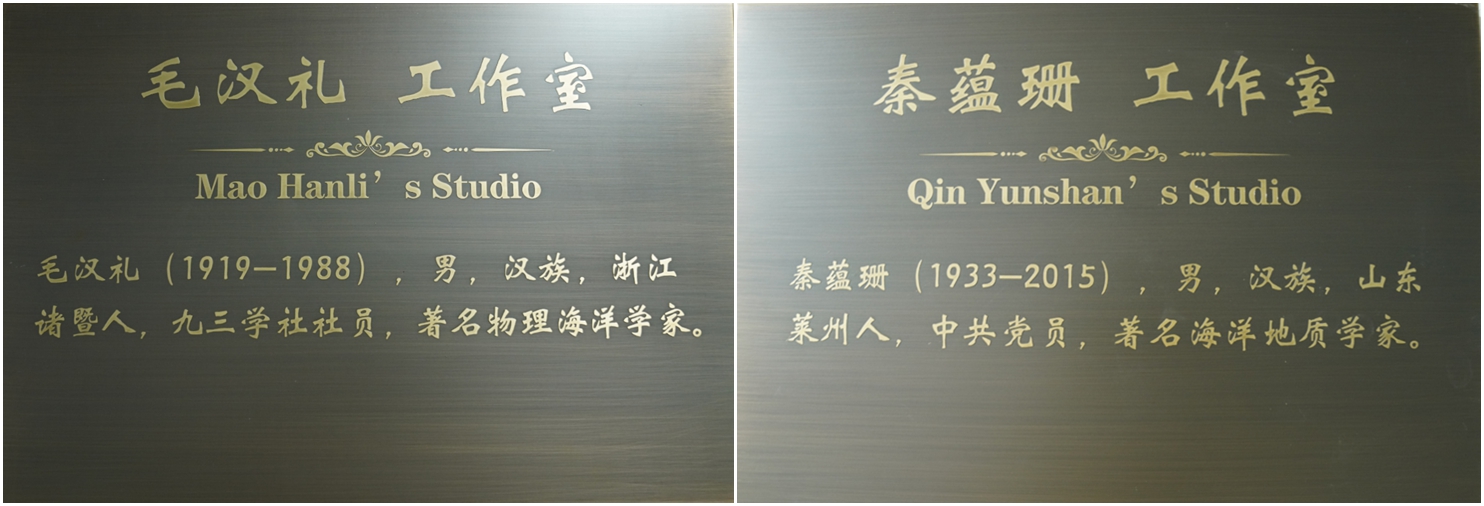 毛汉礼 工作室
Mao Hanli’s Studio
毛汉礼（1919—1988），男，汉族，浙江
诸暨人，九三学社社员，著名物理海洋学家。
秦蕴珊 工作室
Qin Yunshan’s Studio
秦蕴珊（1933—2015），男，汉族，山东
莱州人，中共党员，著名海洋地质学家。